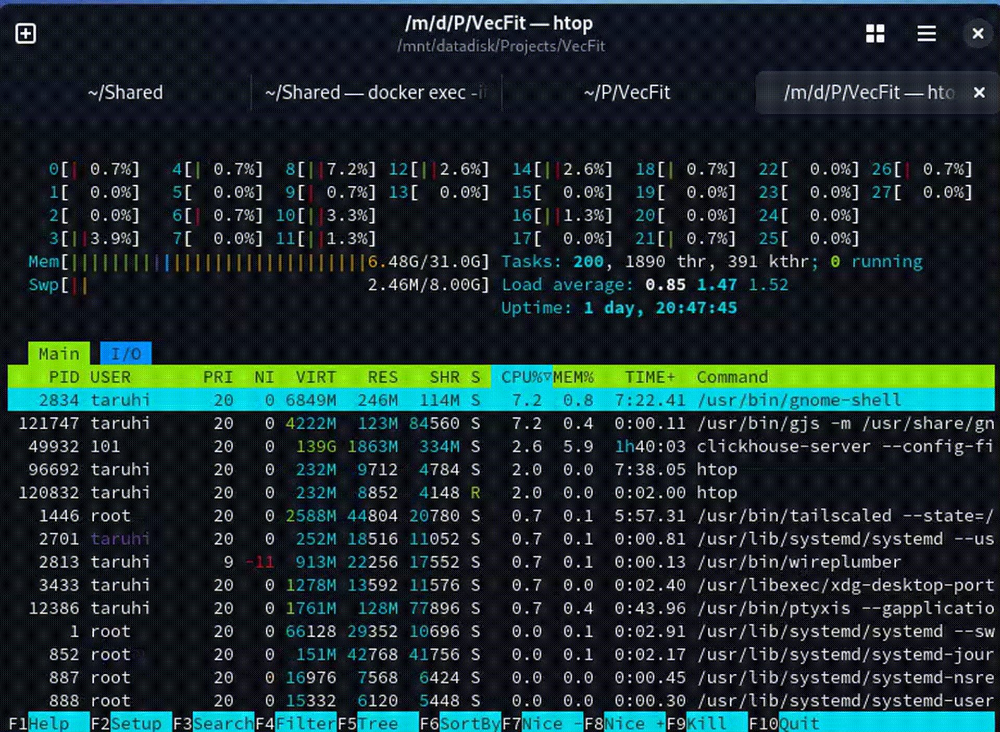 /m/d/P/VecFit — htop
/mnt/datadisk/Projects/VecFit
~/Shared ~/Shared — docker exec -it ~/P/VecFit /m/d/P/VecFit — hto
0[| 0.7%] 4[| 0.7%] 8[||7.2%] 12[||2.6%] 14[||2.6%] 18[| 0.7%] 22[ 0.0%] 26[| 0.7%]
1[ 0.0%] 5[ 0.0%] 9[| 0.7%] 13[ 0.0%] 15[ 0.0%] 19[ 0.0%] 23[ 0.0%] 27[ 0.0%]
2[ 0.0%] 6[| 0.7%] 10[||3.3%] 16[||1.3%] 20[ 0.0%] 24[ 0.0%]
3[||3.9%] 7[ 0.0%] 11[||1.3%] 17[ 0.0%] 21[| 0.7%] 25[ 0.0%]
Mem[|||||||||||||||||||||||||||||6.48G/31.0G] Tasks: 200, 1890 thr, 391 kthr; 0 running
Swp[|| 2.46M/8.00G] Load average: 0.85 1.47 1.52
Uptime: 1 day, 20:47:45
Main I/O
PID USER PRI NI VIRT RES SHR S CPU%▽MEM% TIME+ Command
2834 taruhi 20 0 6849M 246M 114M S 7.2 0.8 7:22.41 /usr/bin/gnome-shell
121747 taruhi 20 0 4222M 123M 84560 S 7.2 0.4 0:00.11 /usr/bin/gjs -m /usr/share/gn
49932 101 20 0 139G 1863M 334M S 2.6 5.9 1h40:03 clickhouse-server --config-fi
96692 taruhi 20 0 232M 9712 4784 S 2.0 0.0 7:38.05 htop
120832 taruhi 20 0 232M 8852 4148 R 2.0 0.0 0:02.00 htop
1446 root 20 0 2588M 44804 20780 S 0.7 0.1 5:57.31 /usr/bin/tailscaled --state=/
2701 taruhi 20 0 252M 18516 11052 S 0.7 0.1 0:00.81 /usr/lib/systemd/systemd --us
2813 taruhi 9 -11 913M 22256 17552 S 0.7 0.1 0:00.13 /usr/bin/wireplumber
3433 taruhi 20 0 1278M 13592 11576 S 0.7 0.0 0:02.40 /usr/libexec/xdg-desktop-port
12386 taruhi 20 0 1761M 128M 77896 S 0.7 0.4 0:43.96 /usr/bin/ptyxis --gapplicatio
1 root 20 0 66128 29352 10696 S 0.0 0.1 0:02.91 /usr/lib/systemd/systemd --sw
852 root 20 0 151M 42768 41756 S 0.0 0.1 0:02.17 /usr/lib/systemd/systemd-jour
887 root 20 0 16976 7568 6424 S 0.0 0.0 0:00.45 /usr/lib/systemd/systemd-nsre
888 root 20 0 15332 6120 5448 S 0.0 0.0 0:00.30 /usr/lib/systemd/systemd-user
F1Help F2Setup F3SearchF4FilterF5Tree F6SortByF7Nice -F8Nice +F9Kill F10Quit